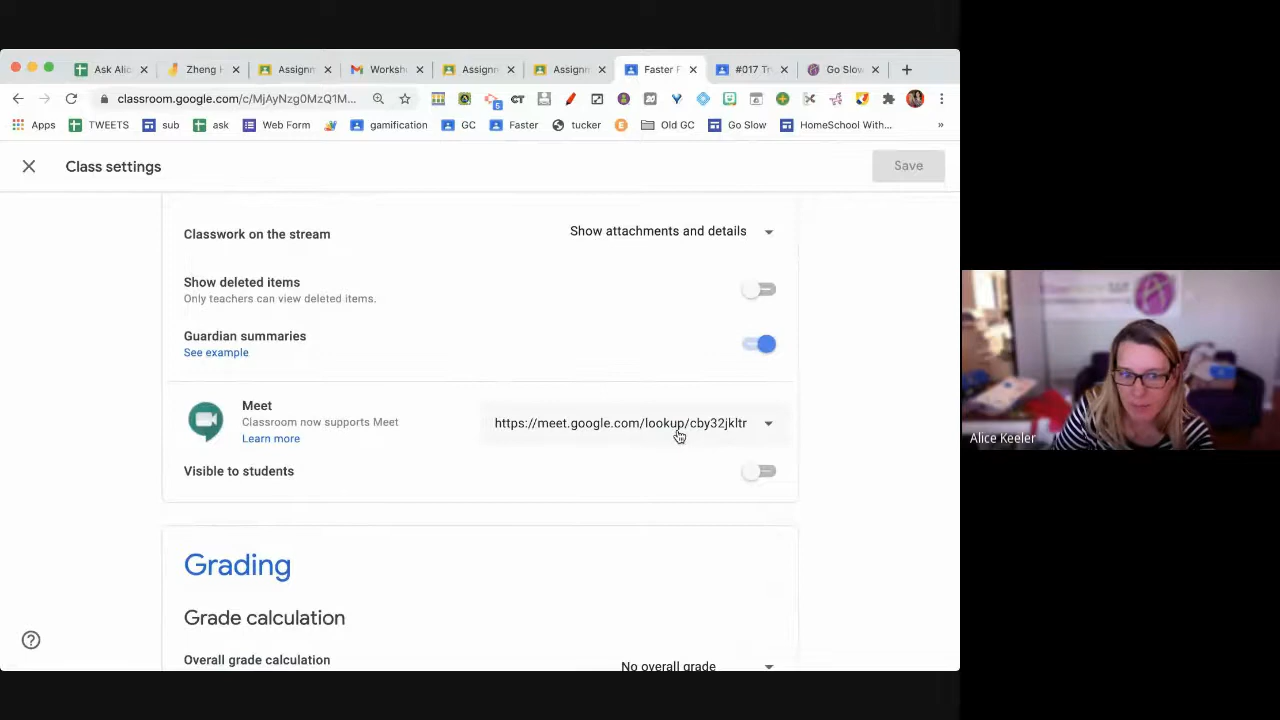 Ask Alic
Zheng H
Assignm
Worksho
Assignm
Assignm
Faster F
#017 Th
Go Slow
classroom.google.com/c/MjAyNzg0MzQ1M...
5
CT
Apps
TWEETS
sub
ask
Web Form
gamification
GC
Faster
tucker
Old GC
Go Slow
HomeSchool With...
»
Class settings
Save
Classwork on the stream
Show attachments and details
Show deleted items
Only teachers can view deleted items.
Guardian summaries
See example
Meet
Classroom now supports Meet
Learn more
https://meet.google.com/lookup/cby32jkltr
Visible to students
Grading
Grade calculation
Overall grade calculation
No overall grade
Alice Keeler